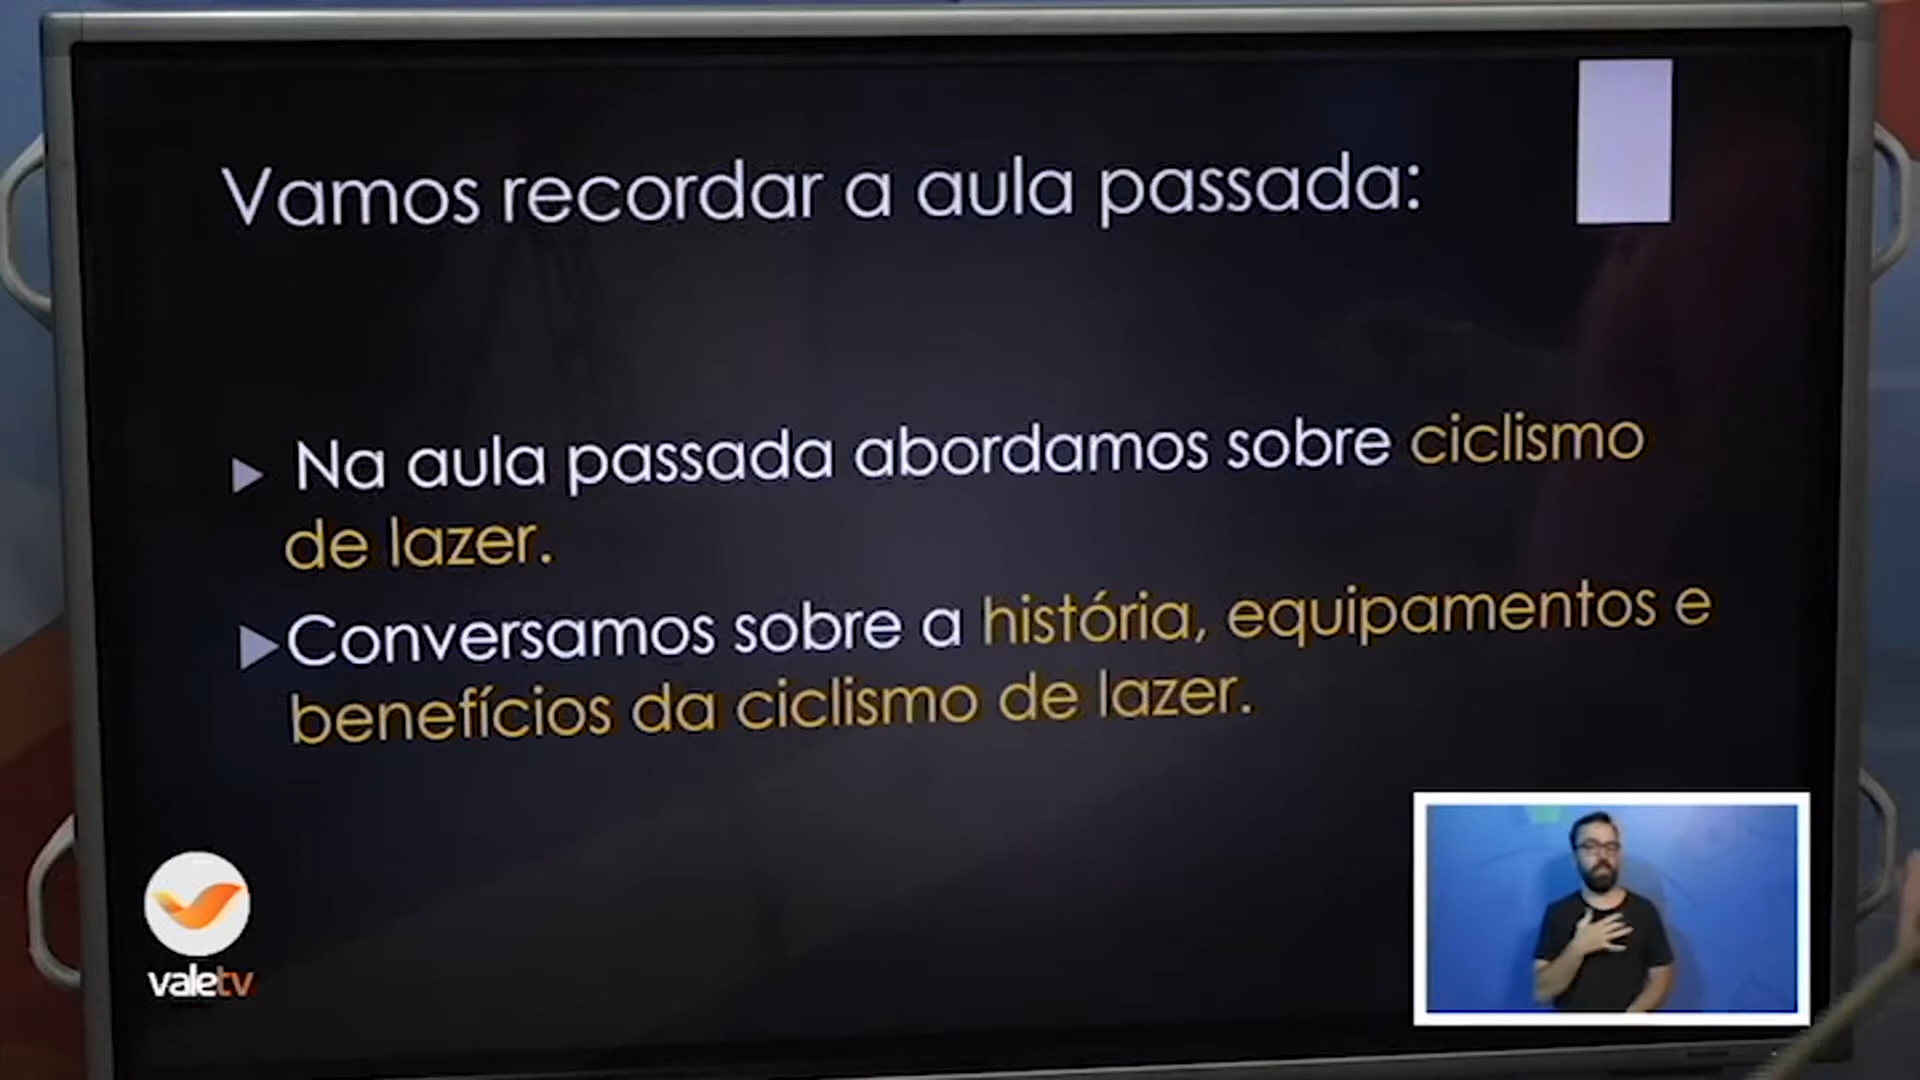 Vamos recordar a aula passada:
Na aula passada abordamos sobre ciclismo
de lazer.
Conversamos sobre a história, equipamentos e
benefícios da ciclismo de lazer.
valetv